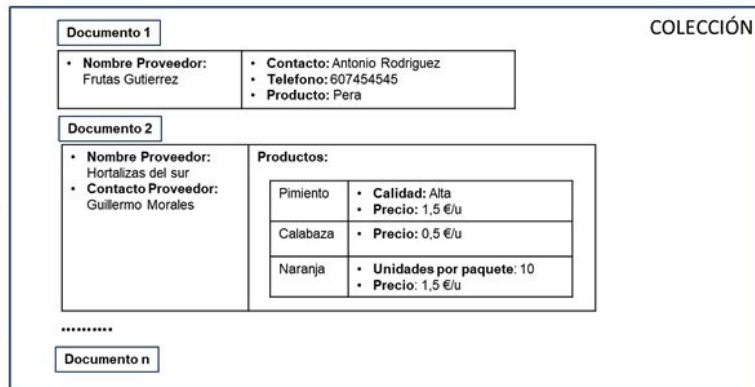 COLECCIÓN
Documento 1
• Nombre Proveedor:
Frutas Gutierrez
• Contacto: Antonio Rodriguez
• Telefono: 607454545
• Producto: Pera
Documento 2
• Nombre Proveedor:
Hortalizas del sur
• Contacto Proveedor:
Guillermo Morales
Productos:
Pimiento
• Calidad: Alta
• Precio: 1,5 €/u
Calabaza
• Precio: 0,5 €/u
Naranja
• Unidades por paquete: 10
• Precio: 1,5 €/u
..........
Documento n